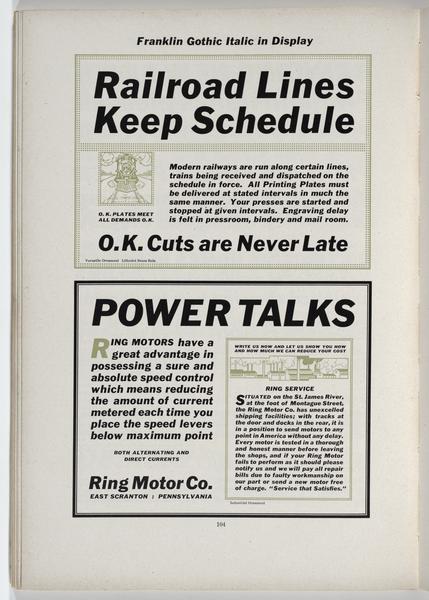 Franklin Gothic Italic in Display
Railroad Lines
Keep Schedule
Modern railways are run along certain lines,
trains being received and dispatched on the
schedule in force. All Printing Plates must
be delivered at stated intervals in much the
same manner. Your presses are started and
stopped at given intervals. Engraving delay
is felt in pressroom, bindery and mail room.
O. K. PLATES MEET
ALL DEMANDS O.K.
O.K. Cuts are Never Late
Versatile Ornament Lithotint Brass Rule
POWER TALKS
RING MOTORS have a
great advantage in
possessing a sure and
absolute speed control
which means reducing
the amount of current
metered each time you
place the speed levers
below maximum point
BOTH ALTERNATING AND
DIRECT CURRENTS
Ring Motor Co.
EAST SCRANTON : PENNSYLVANIA
WRITE US NOW AND LET US SHOW YOU HOW
AND HOW MUCH WE CAN REDUCE YOUR COST
RING SERVICE
SITUATED on the St. James River,
at the foot of Montague Street,
the Ring Motor Co. has unexcelled
shipping facilities; with tracks at
the door and docks in the rear, it is
in a position to send motors to any
point in America without any delay.
Every motor is tested in a thorough
and honest manner before leaving
the shops, and if your Ring Motor
fails to perform as it should please
notify us and we will pay all repair
bills due to faulty workmanship on
our part or send a new motor free
of charge. "Service that Satisfies."
Industrial Ornament
104